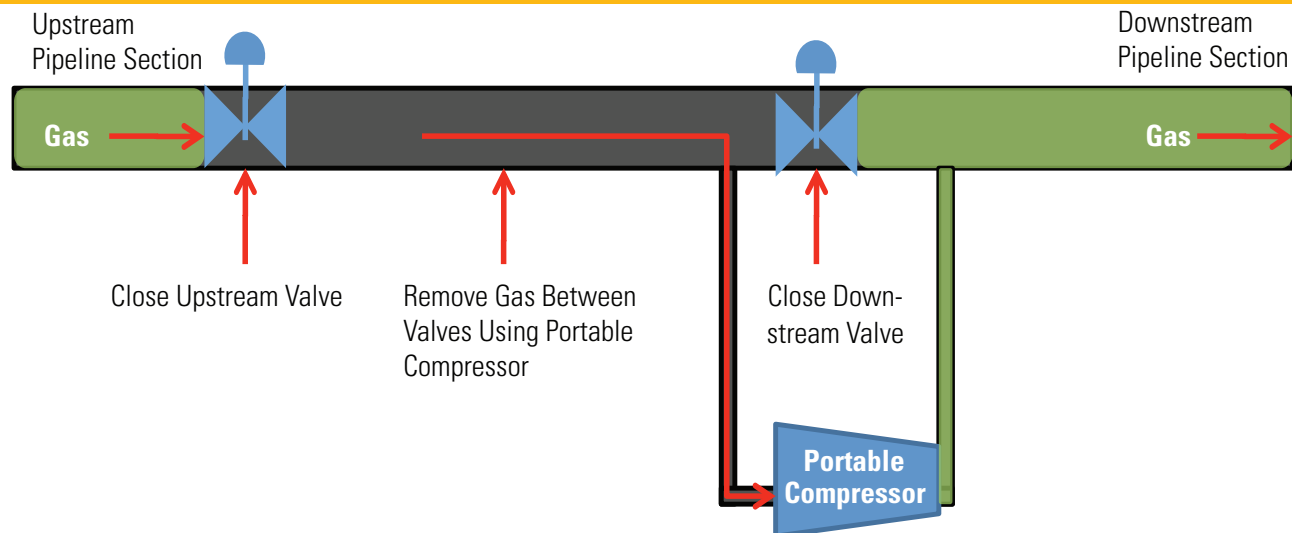 Upstream
Pipeline Section
Downstream
Pipeline Section
Gas
Gas
Close Upstream Valve
Remove Gas Between
Valves Using Portable
Compressor
Close Down-
stream Valve
Portable
Compressor